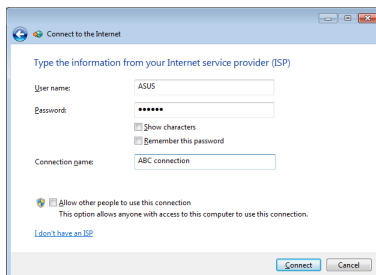 Connect to the Internet
Type the information from your Internet service provider (ISP)
User name:
ASUS
Password:
••••••
Show characters
Remember this password
Connection name:
ABC connection
Allow other people to use this connection
This option allows anyone with access to this computer to use this connection.
I don't have an ISP
Connect
Cancel